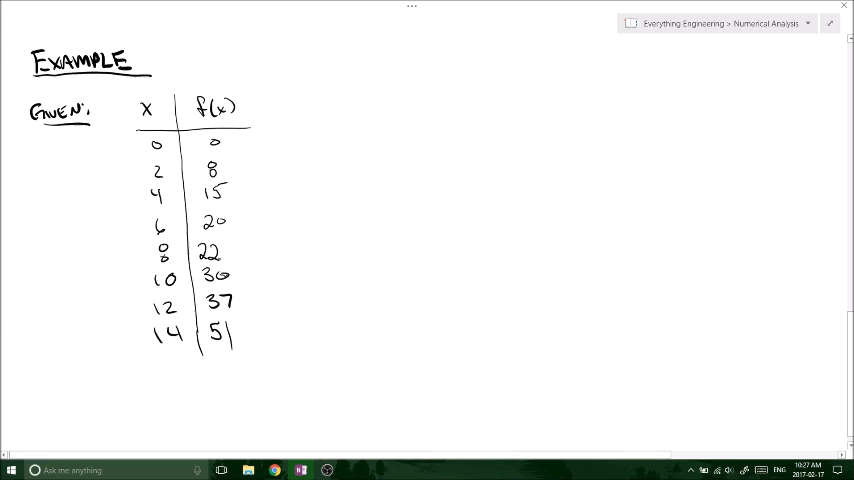 Everything Engineering > Numerical Analysis
EXAMPLE
GIVEN: x f(x)
0 0
2 8
4 15
6 20
8 22
10 30
12 37
14 51
Ask me anything
ENG
10:27 AM
2017-02-17